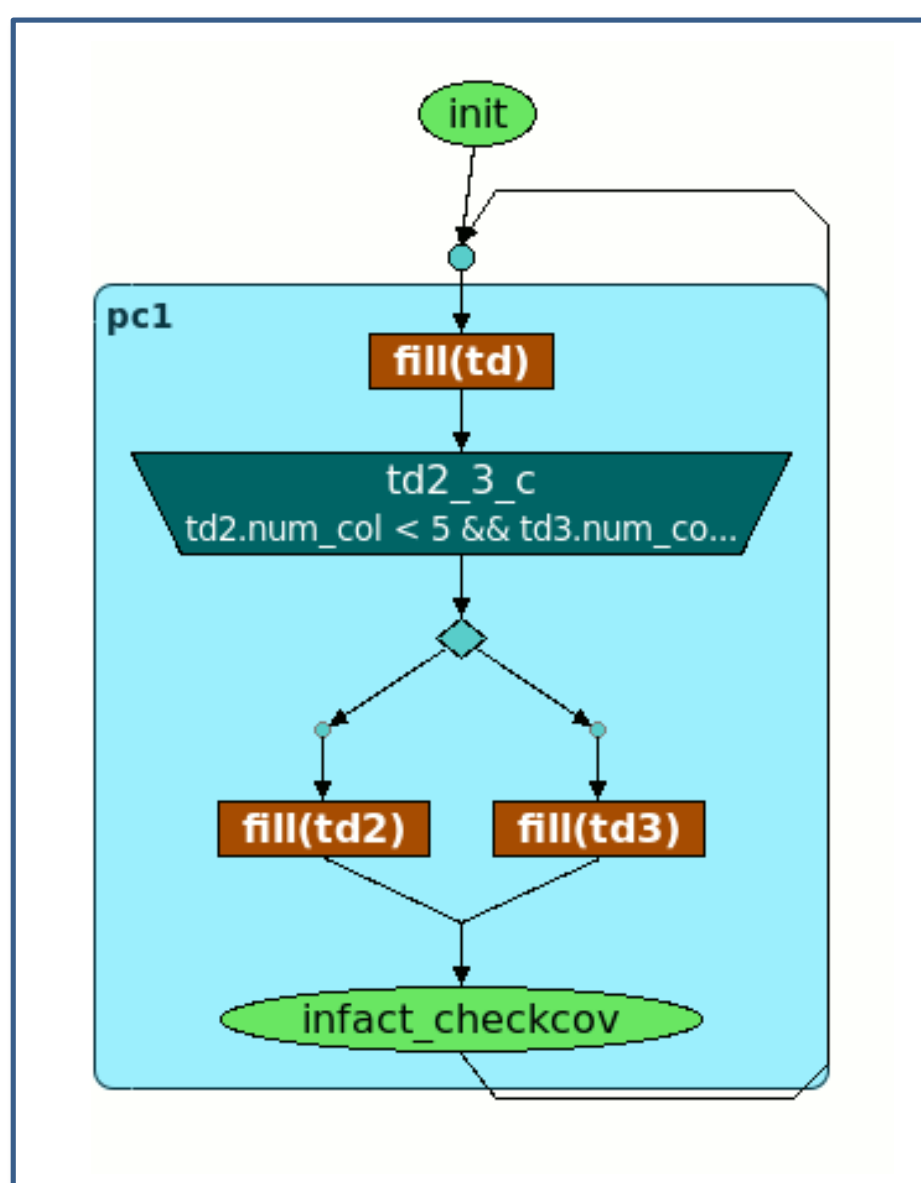 init
pc1
fill(td)
td2_3_c
td2.num_col < 5 && td3.num_co...
fill(td2)
fill(td3)
infact_checkcov